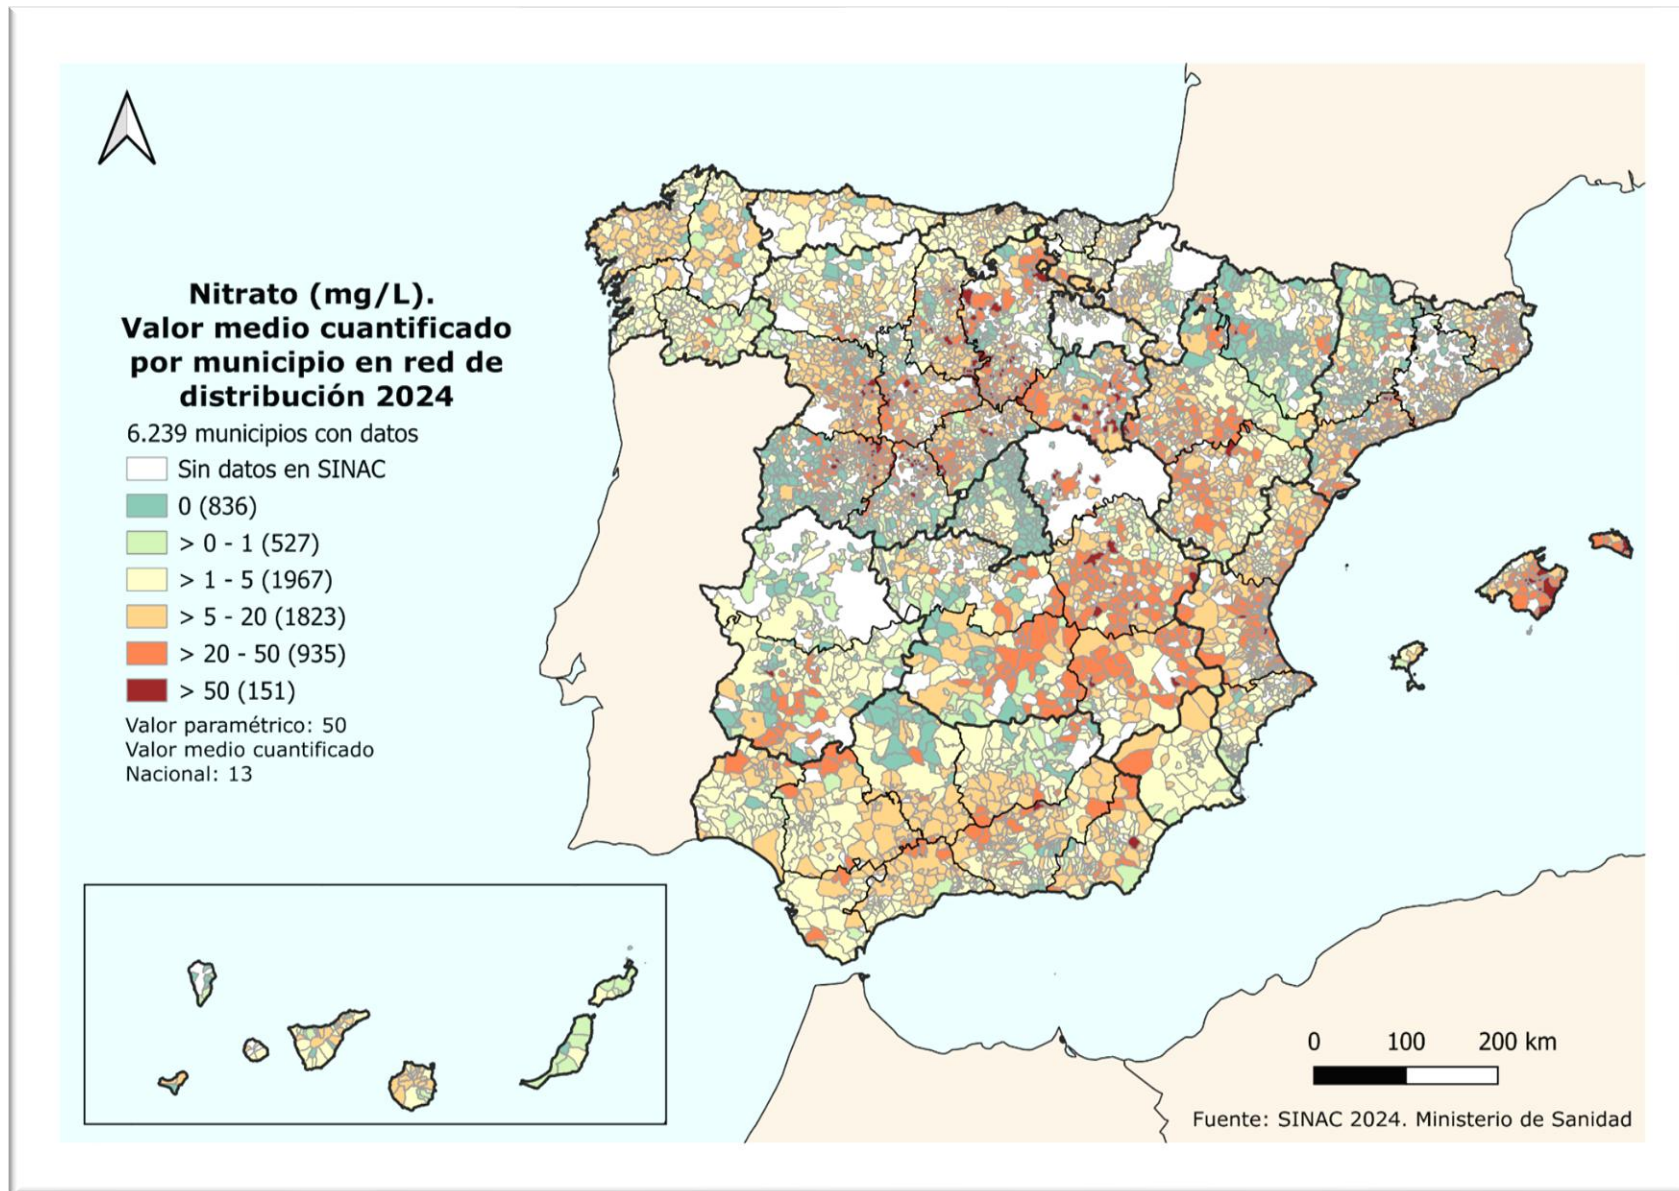 Nitrato (mg/L).
Valor medio cuantificado
por municipio en red de
distribución 2024
6.239 municipios con datos
Sin datos en SINAC
0 (836)
> 0 - 1 (527)
> 1 - 5 (1967)
> 5 - 20 (1823)
> 20 - 50 (935)
> 50 (151)
Valor paramétrico: 50
Valor medio cuantificado
Nacional: 13
0 100 200 km
Fuente: SINAC 2024. Ministerio de Sanidad